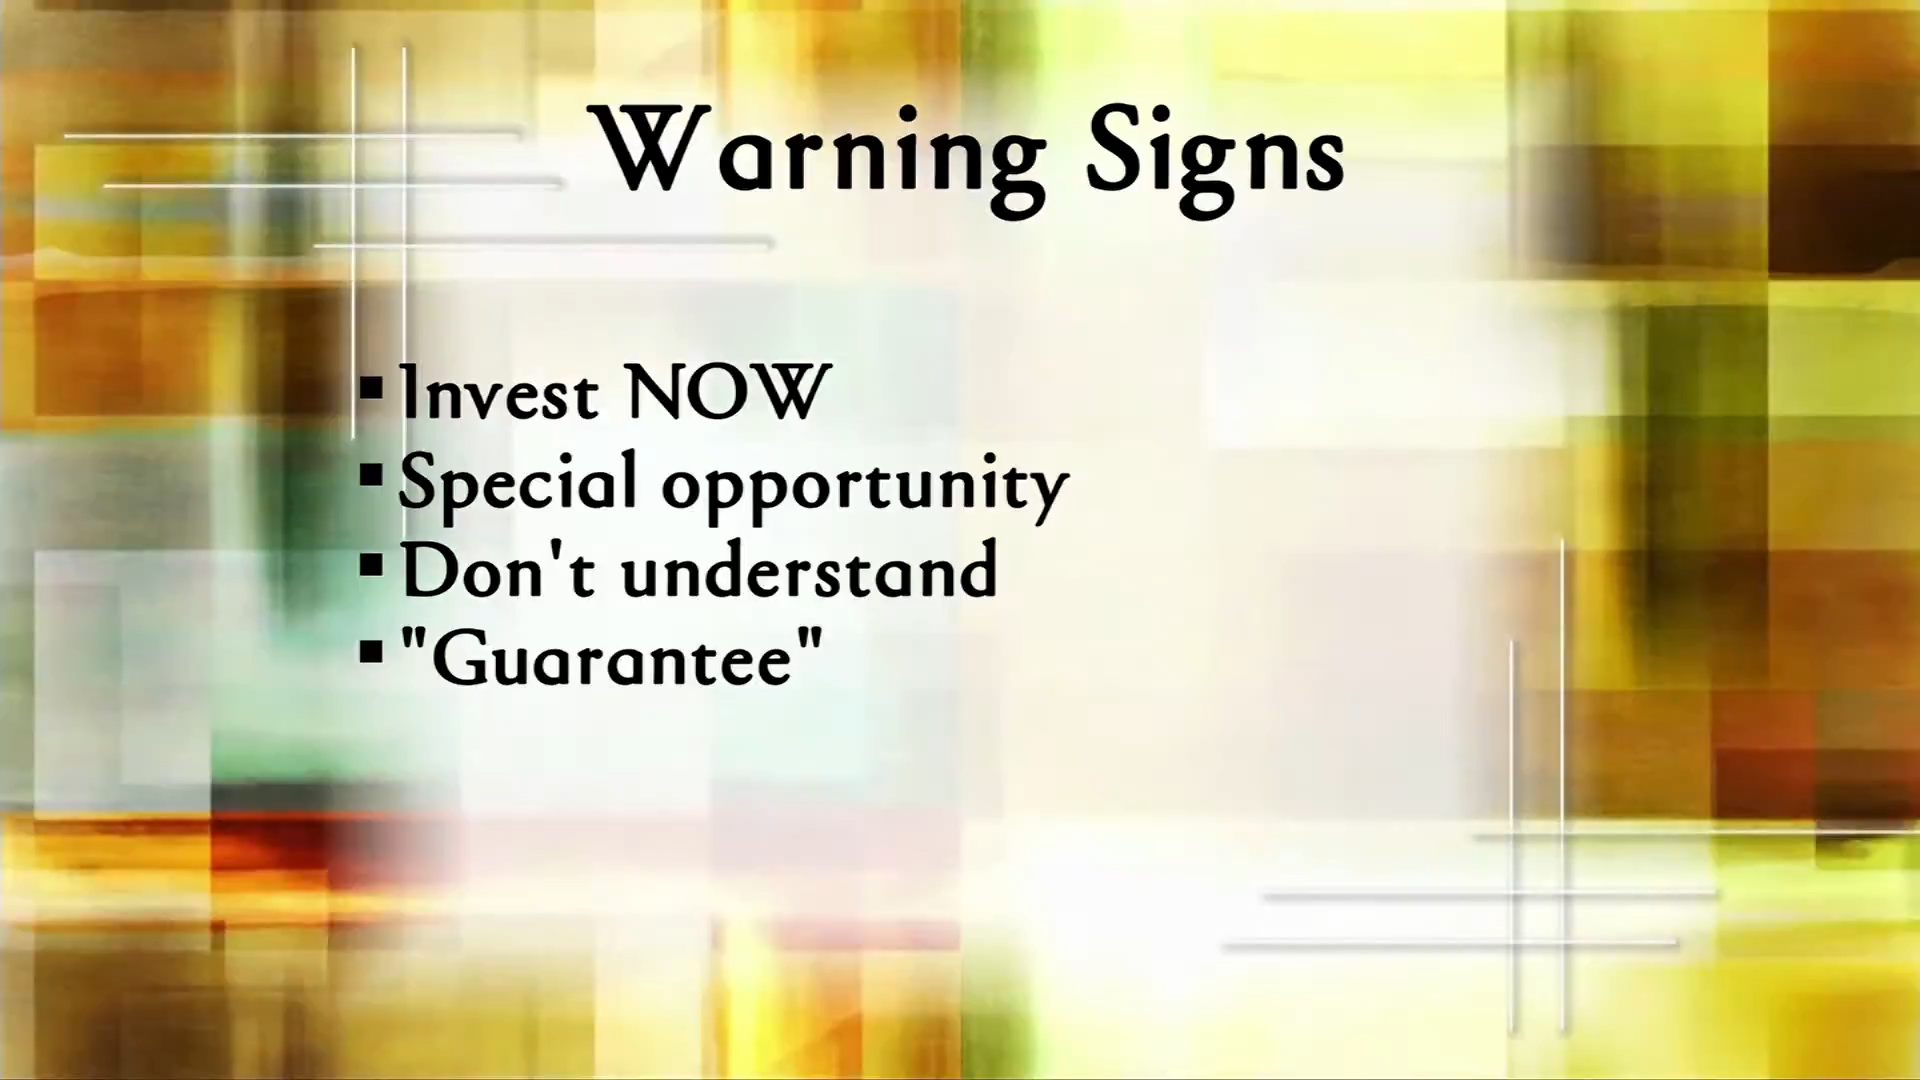 Warning Signs
▪ Invest NOW
▪ Special opportunity
▪ Don't understand
▪ "Guarantee"